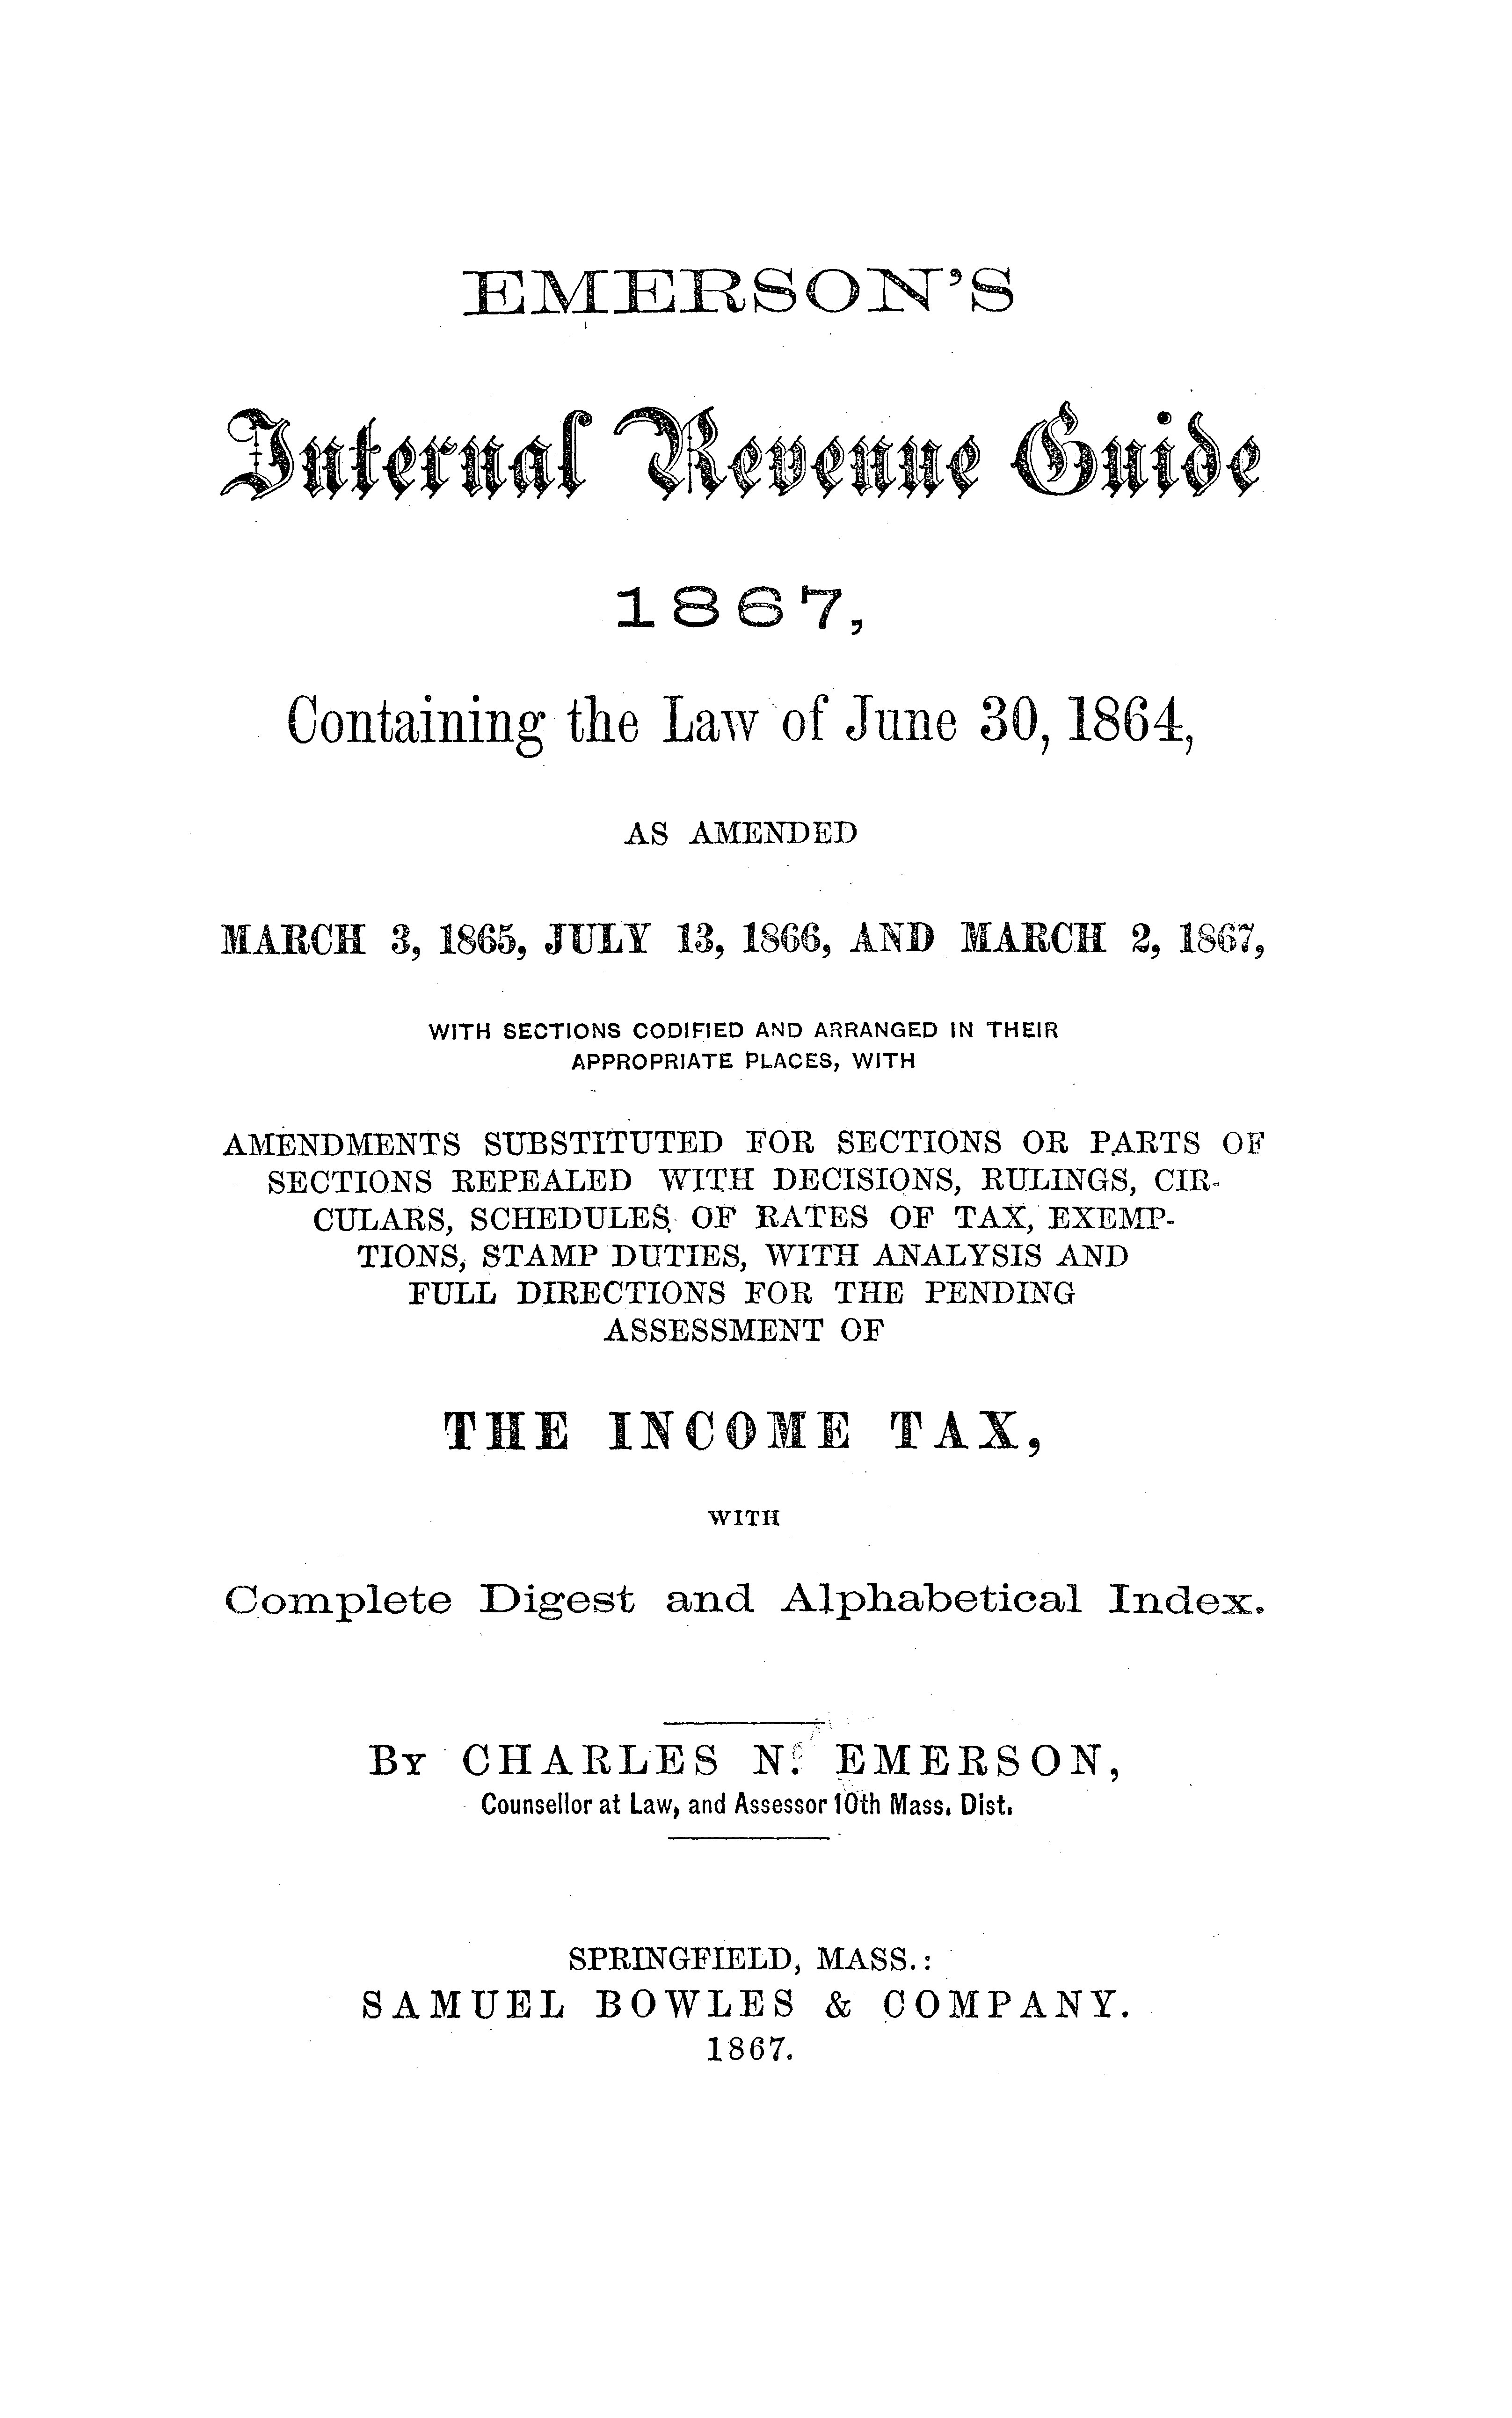 EMERSON'S
Internal Revenue Guide
1867,
Containing the Law of June 30, 1864,
AS AMENDED
MARCH 3, 1865, JULY 13, 1866, AND MARCH 2, 1867,
WITH SECTIONS CODIFIED AND ARRANGED IN THEIR
APPROPRIATE PLACES, WITH
AMENDMENTS SUBSTITUTED FOR SECTIONS OR PARTS OF
SECTIONS REPEALED WITH DECISIONS, RULINGS, CIR-
CULARS, SCHEDULES OF RATES OF TAX, EXEMP-
TIONS, STAMP DUTIES, WITH ANALYSIS AND
FULL DIRECTIONS FOR THE PENDING
ASSESSMENT OF
THE INCOME TAX,
WITH
Complete Digest and Alphabetical Index.
BY CHARLES N. EMERSON,
Counsellor at Law, and Assessor 10th Mass. Dist.
SPRINGFIELD, MASS.:
SAMUEL BOWLES & COMPANY.
1867.